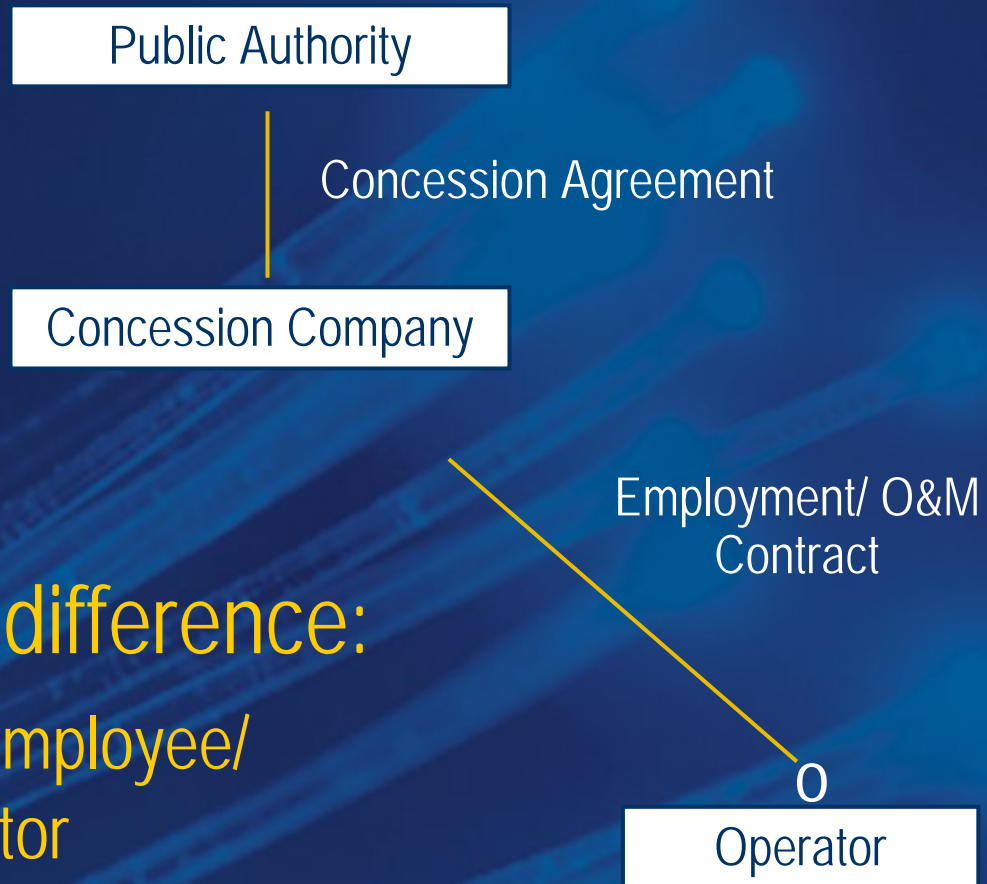 Public Authority
Concession Agreement
Concession Company
Employment/ O&M
Contract
difference:
mployee/
tor
O
Operator